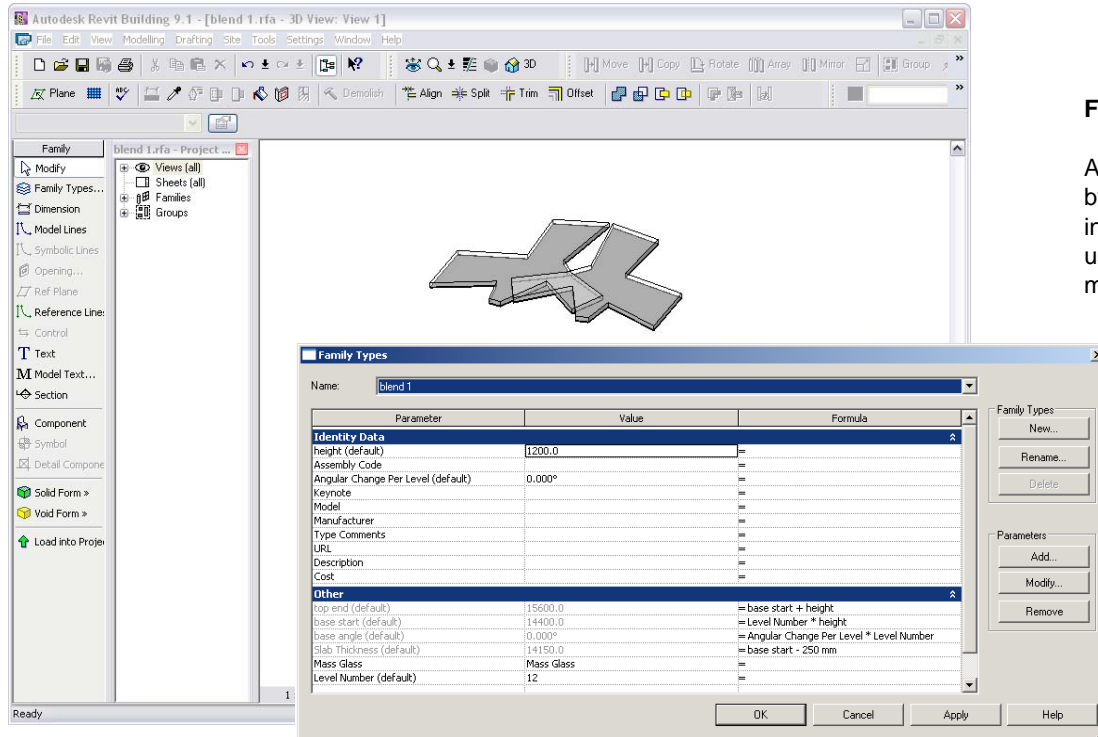 Autodesk Revit Building 9.1 - [blend 1.rfa - 3D View: View 1]
File Edit View Modelling Drafting Site Tools Settings Window Help
3D Move Copy Rotate Array Mirror Group
Plane Demolish Align Split Trim Offset
Family
Modify
Family Types...
Dimension
Model Lines
Symbolic Lines
Opening...
Ref Plane
Reference Line:
Control
Text
Model Text...
Section
Component
Symbol
Detail Compone
Solid Form »
Void Form »
Load into Projec
blend 1.rfa - Project ...
Views (all)
Sheets (all)
Families
Groups
1
Ready
Family Types
Name: blend 1
Parameter Value Formula
Identity Data
height (default) 1200.0 =
Assembly Code =
Angular Change Per Level (default) 0.000° =
Keynote =
Model =
Manufacturer =
Type Comments =
URL =
Description =
Cost =
Other
top end (default) 15600.0 = base start + height
base start (default) 14400.0 = Level Number * height
base angle (default) 0.000° = Angular Change Per Level * Level Number
Slab Thickness (default) 14150.0 = base start - 250 mm
Mass Glass Mass Glass =
Level Number (default) 12 =
Family Types
New...
Rename...
Delete
Parameters
Add...
Modify...
Remove
OK Cancel Apply Help
F
A
b
in
u
m